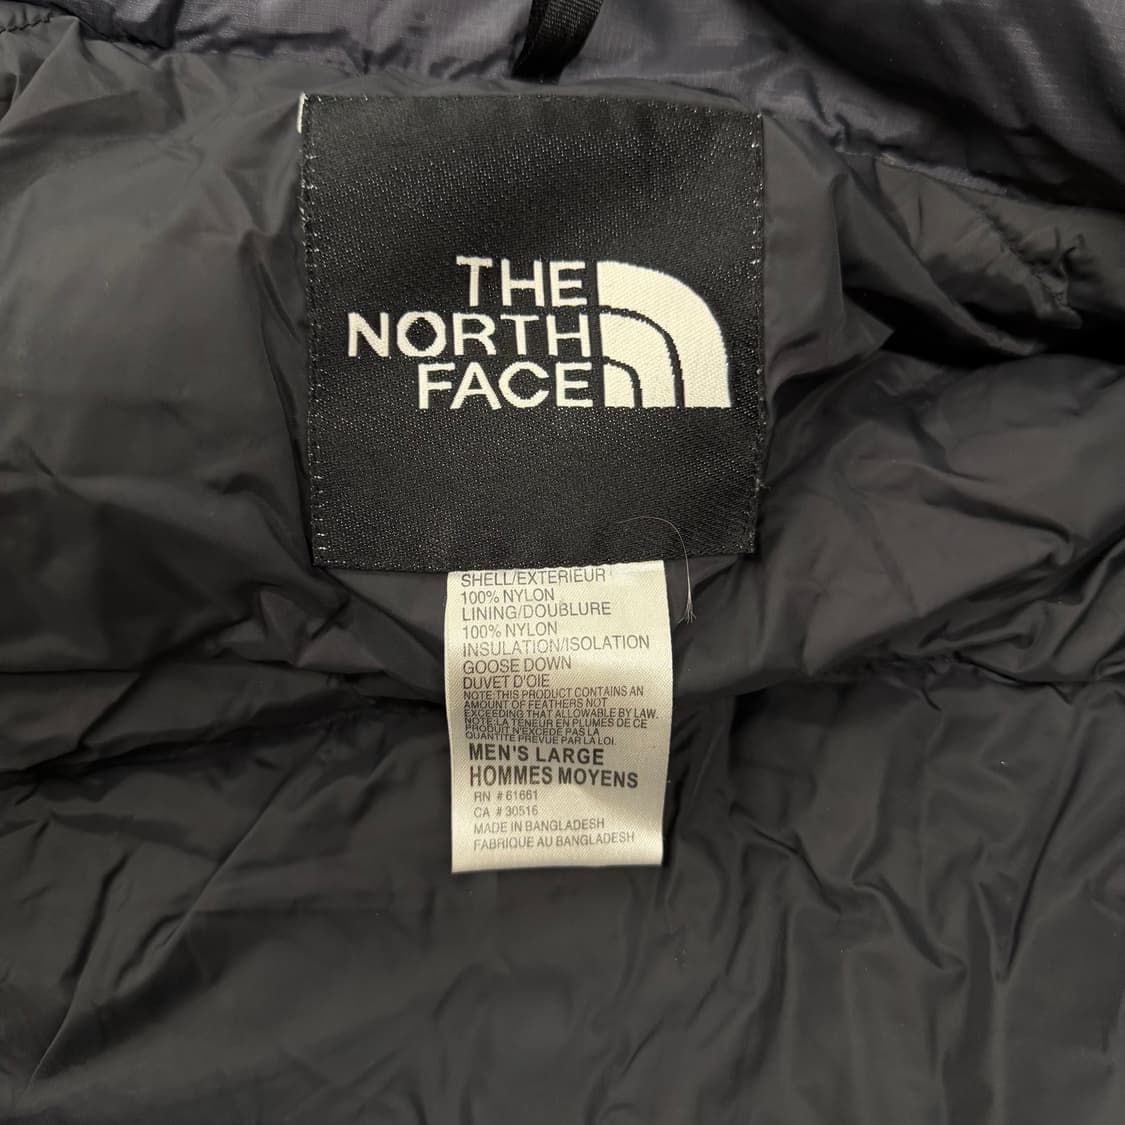 THE
NORTH
FACE
SHELL/EXTERIEUR
100% NYLON
LINING/DOUBLURE
100% NYLON
INSULATION/ISOLATION
GOOSE DOWN
DUVET D'OIE
NOTE: THIS PRODUCT CONTAINS AN
AMOUNT OF FEATHERS NOT
EXCEEDING THAT ALLOWABLE BY LAW.
NOTE: LA TENEUR EN PLUMES DE CE
PRODUIT N'EXCEDE PAS LA
QUANTITE PREVUE PAR LA LOI.
MEN'S LARGE
HOMMES MOYENS
RN # 61661
CA # 30516
MADE IN BANGLADESH
FABRIQUE AU BANGLADESH